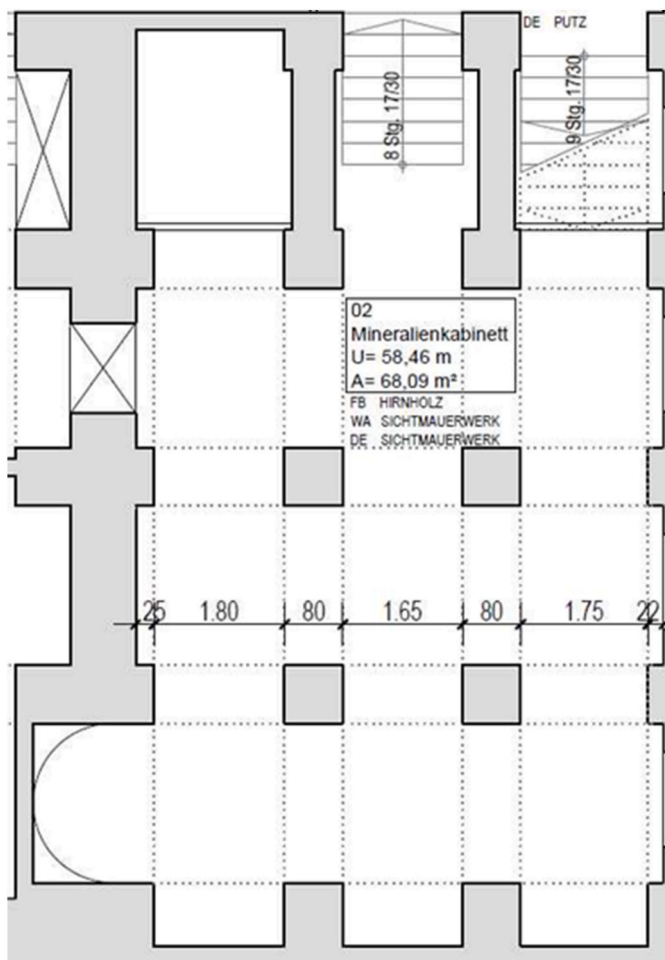 DE PUTZ
8 Stg. 17/30
9 Stg. 17/30
02
Mineralienkabinett
U= 58,46 m
A= 68,09 m²
FB HIRNHOLZ
WA SICHTMAUERWERK
DE SICHTMAUERWERK
25 1.80 80 1.65 80 1.75 22